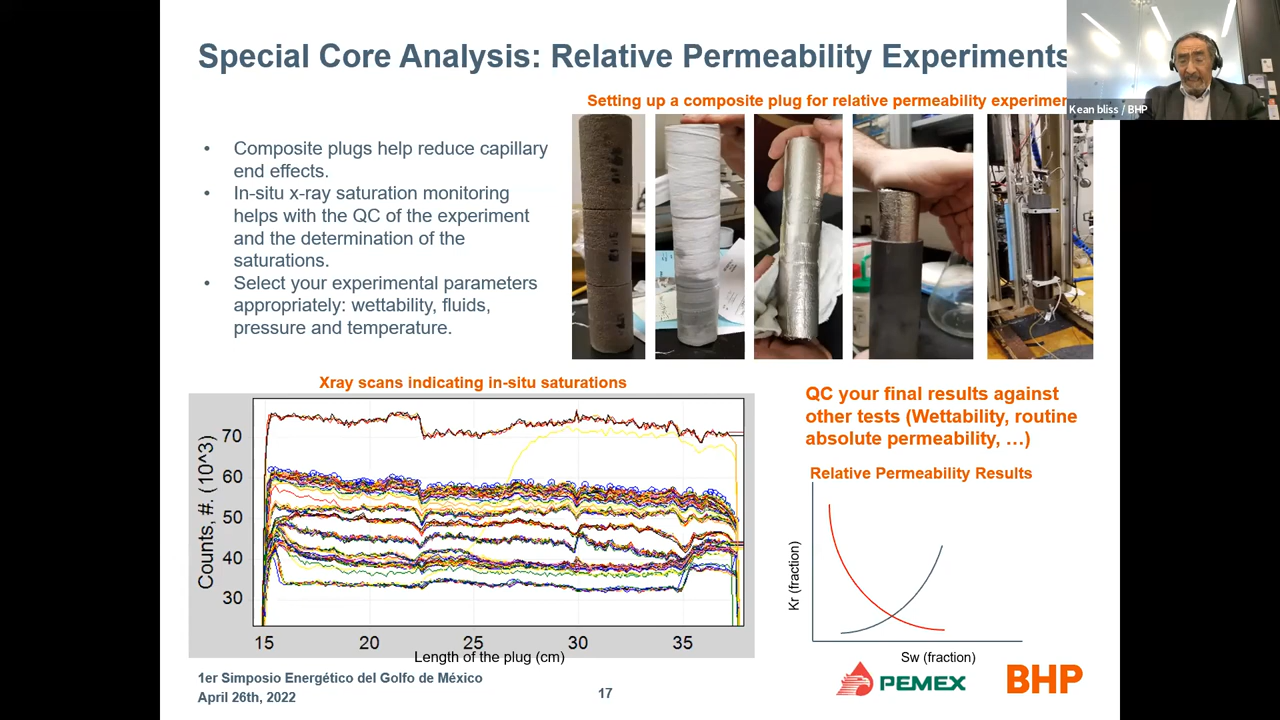 Special Core Analysis: Relative Permeability Experiments
Setting up a composite plug for relative permeability experimen
Kean bliss / BHP
• Composite plugs help reduce capillary
end effects.
• In-situ x-ray saturation monitoring
helps with the QC of the experiment
and the determination of the
saturations.
• Select your experimental parameters
appropriately: wettability, fluids,
pressure and temperature.
Xray scans indicating in-situ saturations
Counts, #. (10^3)
70
60
50
40
30
15 20 25 30 35
Length of the plug (cm)
QC your final results against
other tests (Wettability, routine
absolute permeability, …)
Relative Permeability Results
Kr (fraction)
Sw (fraction)
1er Simposio Energético del Golfo de México
April 26th, 2022
17
PEMEX
BHP